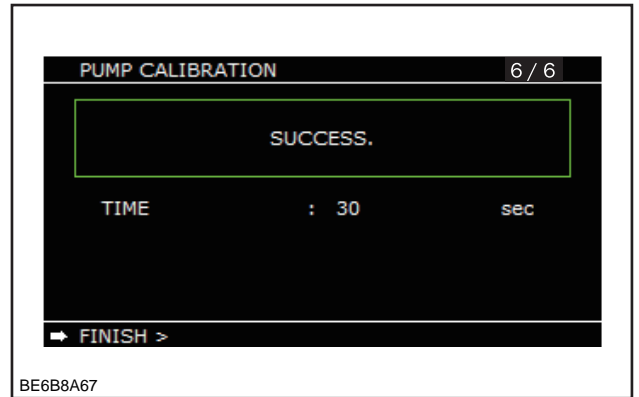 PUMP CALIBRATION 6/6
SUCCESS.
TIME : 30 sec
➡ FINISH >
BE6B8A67